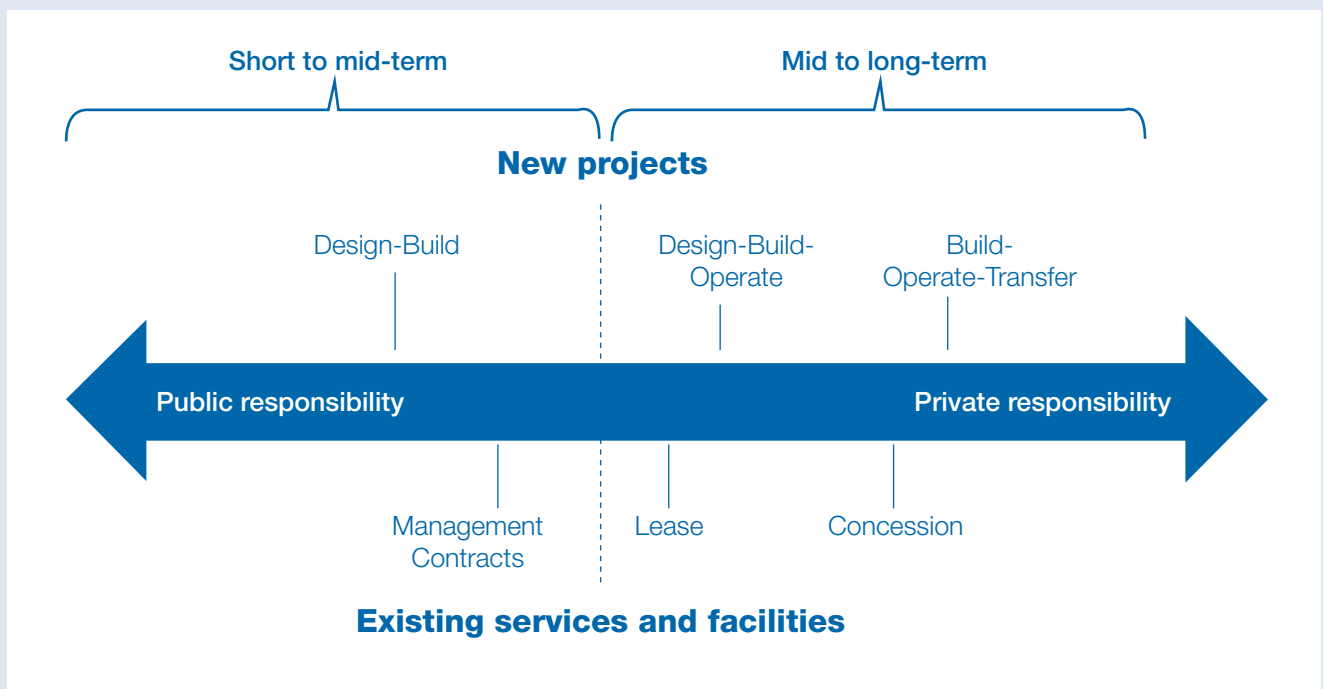 Short to mid-term
Mid to long-term
New projects
Design-Build
Design-Build-
Operate
Build-
Operate-Transfer
Public responsibility
Private responsibility
Management
Contracts
Lease
Concession
Existing services and facilities